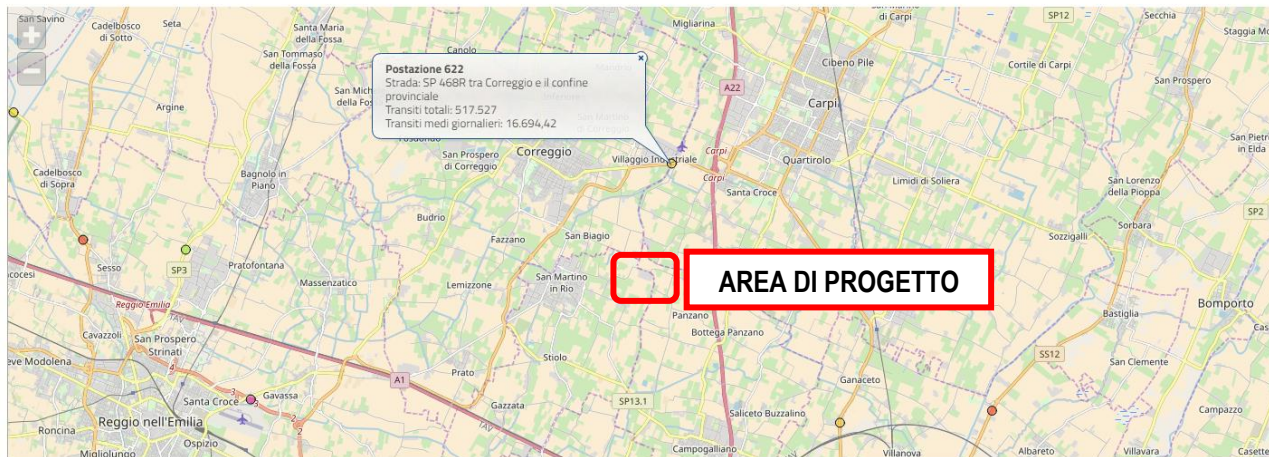 San Savino
Cadelbosco
di Sotto
Seta
Santa Maria
della Fossa
San Tommaso
della Fossa
Canolo
Migliarina
di Carpi
SP12
Secchia
Staggia
+
−
Postazione 622
Strada: SP 468R tra Correggio e il confine
provinciale
Transiti totali: 517.527
Transiti medi giornalieri: 16.694,42
Cibeno Pile
Cortile di Carpi
San Prospero
A22
Argine
Carpi
San Prospero
di Correggio
Correggio
Villaggio Industriale
Carpi
Carpi
Quartirolo
in Elda
Cadelbosco
di Sopra
Bagnolo in
Piano
Santa Croce
Limidi di Soliera
San Lorenzo
della Pioppa
SP2
Budrio
Sorbara
Fazzano
San Biagio
Sozzigalli
Sesso
SP3
Pratofontana
Massenzatico
Lemizzone
San Martino
in Rio
AREA DI PROGETTO
Reggio Emilia
TAV
Panzano
Bomporto
Bastiglia
Cavazzoli
San Prospero
Strinati
Bottega Panzano
SS12
Stiolo
San Clemente
A1
Prato
Ganaceto
Santa Croce
Gavassa
Gazzata
SP13.1
Saliceto Buzzalino
Campazzo
Roncina
Reggio nell'Emilia
TAV
Ospizio
Migliolungo
Campogalliano
Villanova
Albareto
Villavara
Casette